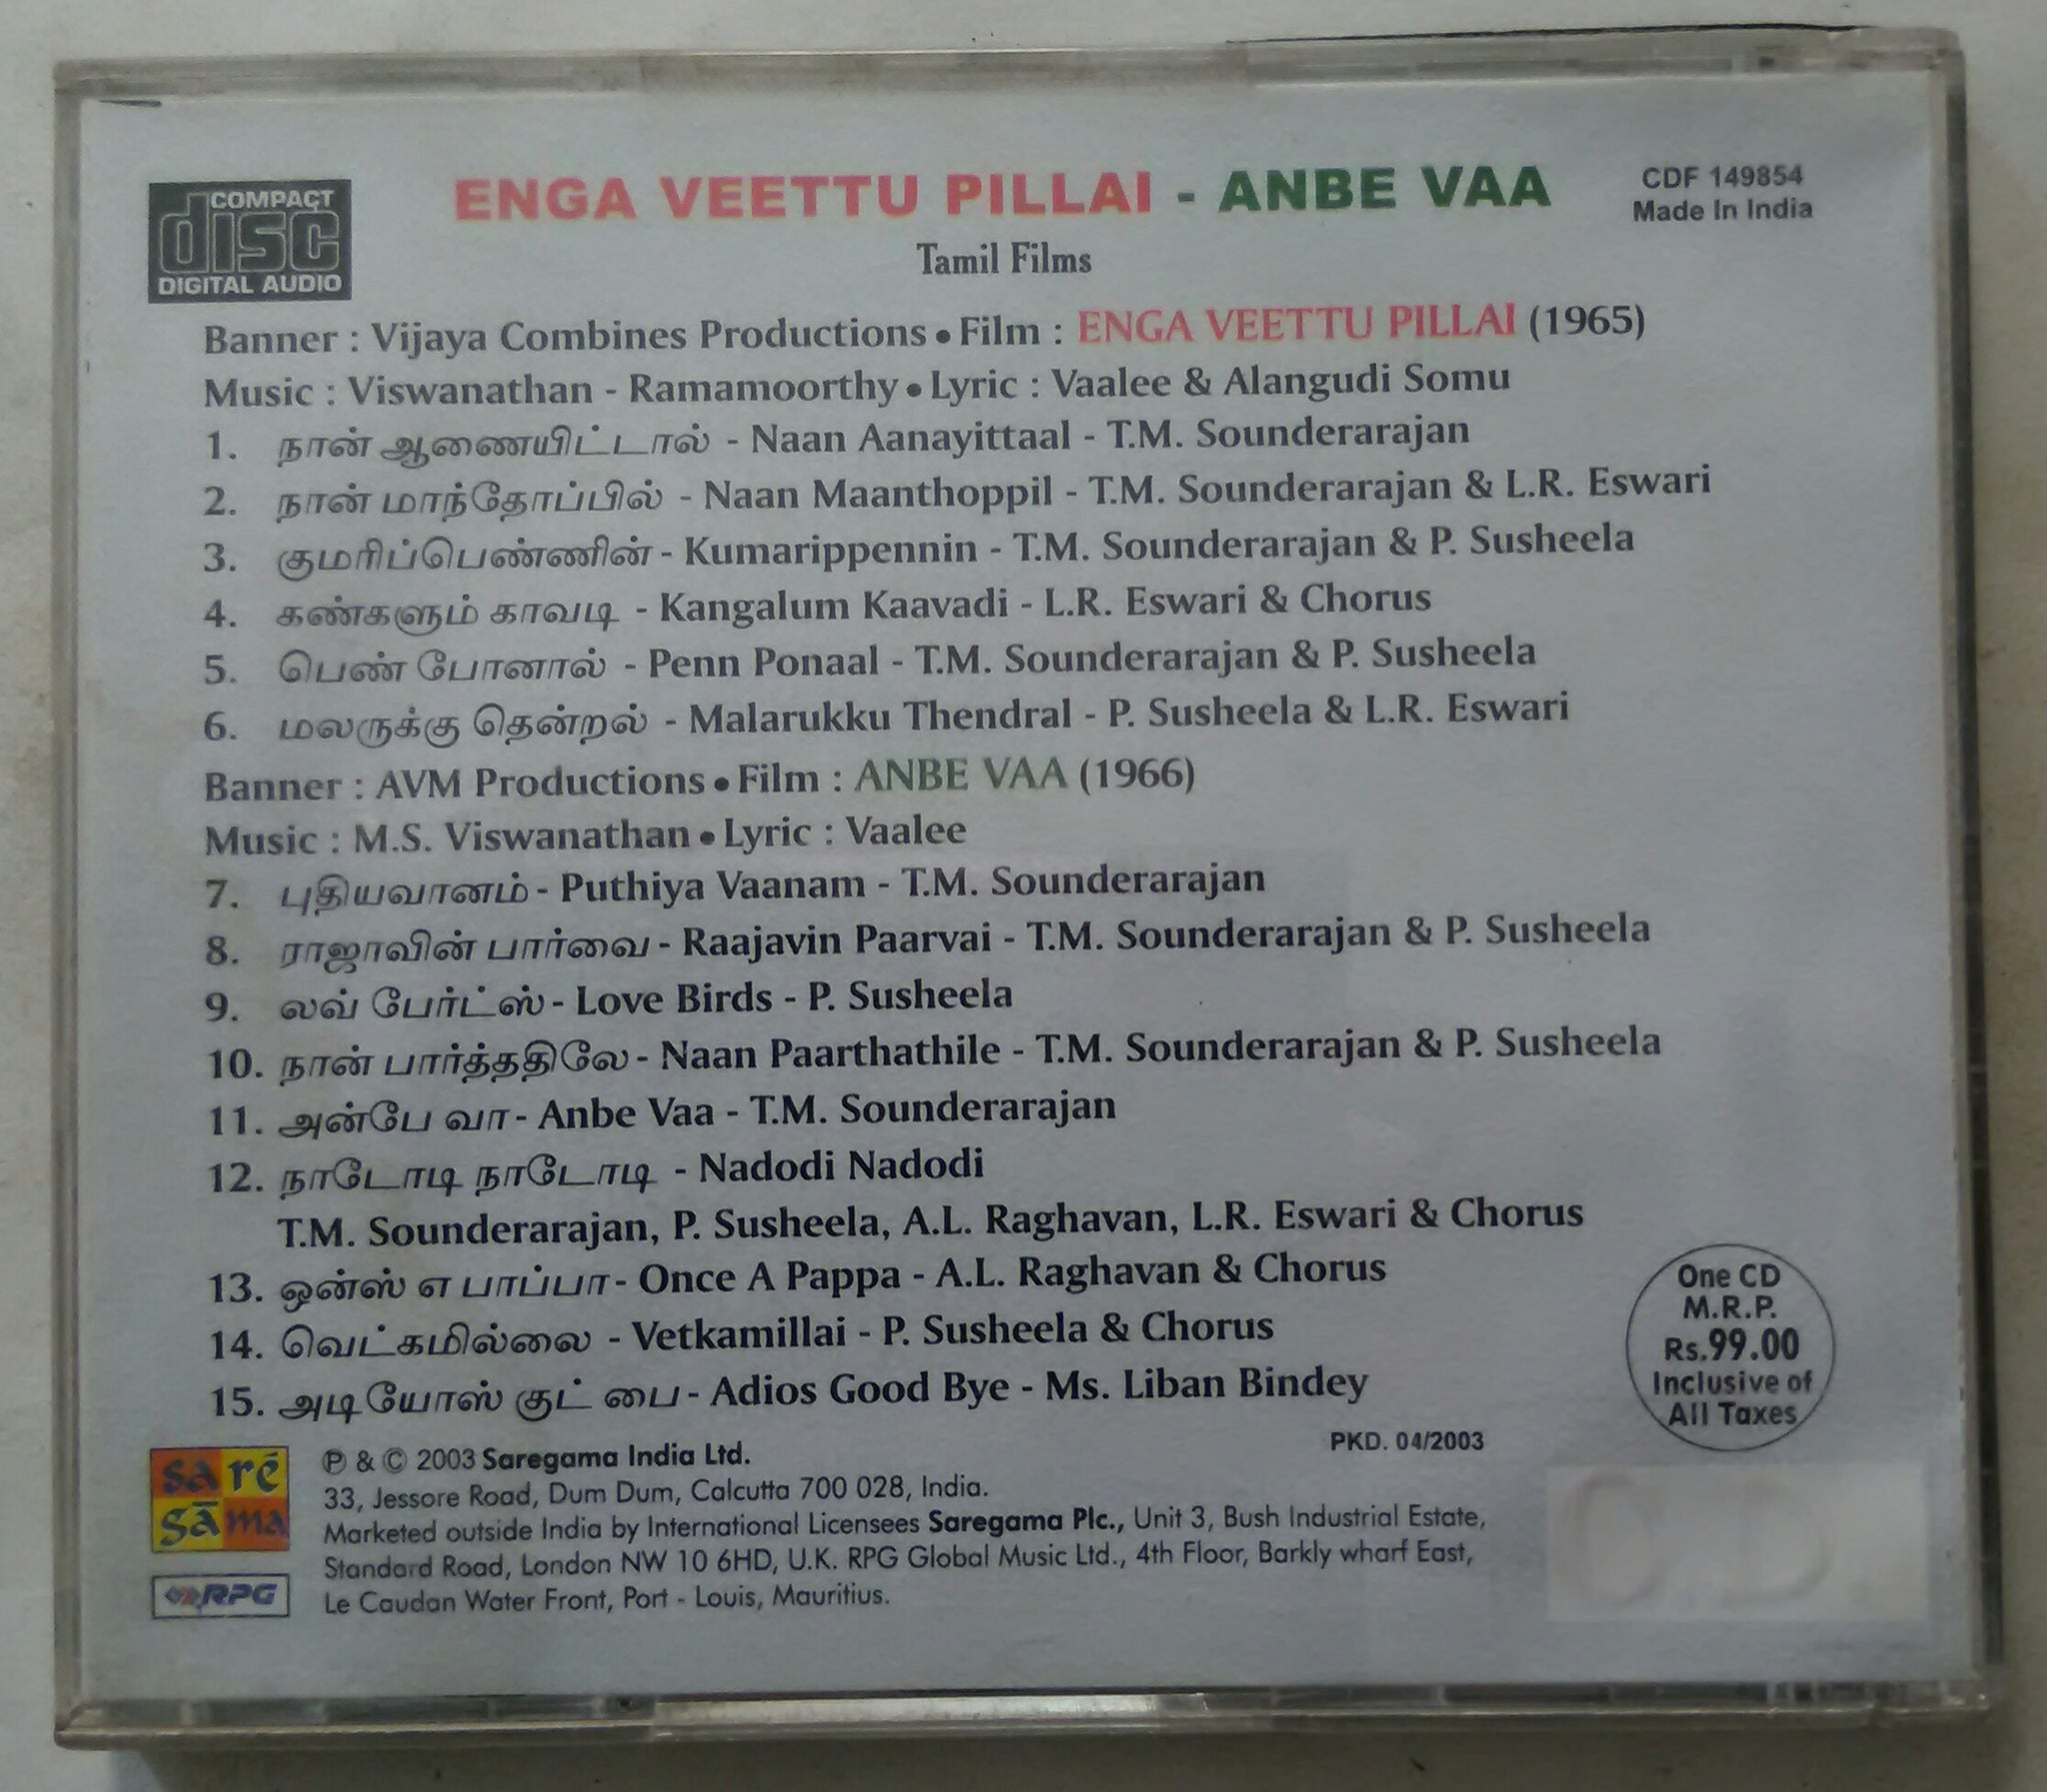 COMPACT
disc
DIGITAL AUDIO
ENGA VEETTU PILLAI - ANBE VAA
CDF 149854
Made In India
Tamil Films
Banner : Vijaya Combines Productions • Film : ENGA VEETTU PILLAI (1965)
Music : Viswanathan - Ramamoorthy • Lyric : Vaalee & Alangudi Somu
1. நான் ஆணையிட்டால் - Naan Aanayittaal - T.M. Sounderarajan
2. நான் மாந்தோப்பில் - Naan Maanthoppil - T.M. Sounderarajan & L.R. Eswari
3. குமரிப்பெண்ணின் - Kumarippennin - T.M. Sounderarajan & P. Susheela
4. கண்களும் காவடி - Kangalum Kaavadi - L.R. Eswari & Chorus
5. பெண் போனால் - Penn Ponaal - T.M. Sounderarajan & P. Susheela
6. மலருக்கு தென்றல் - Malarukku Thendral - P. Susheela & L.R. Eswari
Banner : AVM Productions • Film : ANBE VAA (1966)
Music : M.S. Viswanathan • Lyric : Vaalee
7. புதியவானம் - Puthiya Vaanam - T.M. Sounderarajan
8. ராஜாவின் பார்வை - Raajavin Paarvai - T.M. Sounderarajan & P. Susheela
9. லவ் பேர்ட்ஸ் - Love Birds - P. Susheela
10. நான் பார்த்ததிலே - Naan Paarthathile - T.M. Sounderarajan & P. Susheela
11. அன்பே வா - Anbe Vaa - T.M. Sounderarajan
12. நாடோடி நாடோடி - Nadodi Nadodi
T.M. Sounderarajan, P. Susheela, A.L. Raghavan, L.R. Eswari & Chorus
13. ஒன்ஸ் எ பாப்பா - Once A Pappa - A.L. Raghavan & Chorus
14. வெட்கமில்லை - Vetkamillai - P. Susheela & Chorus
15. அடியோஸ் குட் பை - Adios Good Bye - Ms. Liban Bindey
One CD
M.R.P.
Rs.99.00
Inclusive of
All Taxes
PKD. 04/2003
sa ré
gā ma
RPG
℗ & © 2003 Saregama India Ltd.
33, Jessore Road, Dum Dum, Calcutta 700 028, India.
Marketed outside India by International Licensees Saregama Plc., Unit 3, Bush Industrial Estate,
Standard Road, London NW 10 6HD, U.K. RPG Global Music Ltd., 4th Floor, Barkly wharf East,
Le Caudan Water Front, Port - Louis, Mauritius.